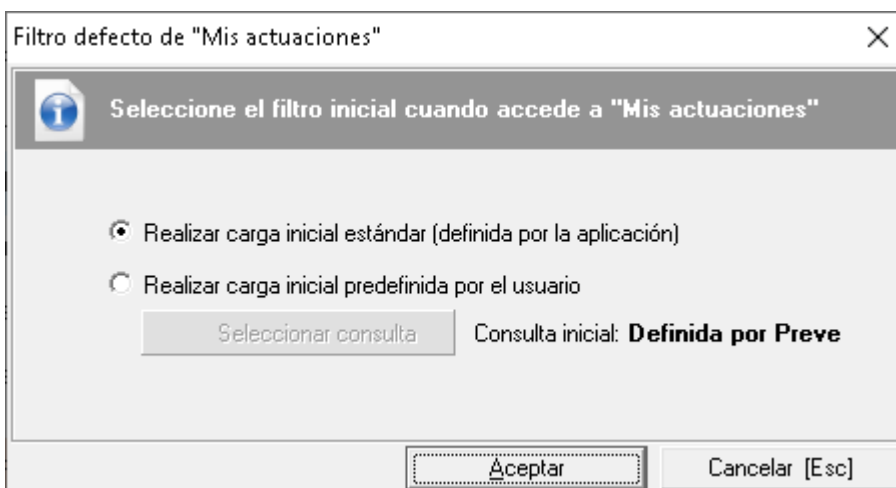 Filtro defecto de "Mis actuaciones"
Seleccione el filtro inicial cuando accede a "Mis actuaciones"
Realizar carga inicial estándar (definida por la aplicación)
Realizar carga inicial predefinida por el usuario
Seleccionar consulta Consulta inicial: Definida por Preve
Aceptar Cancelar [Esc]